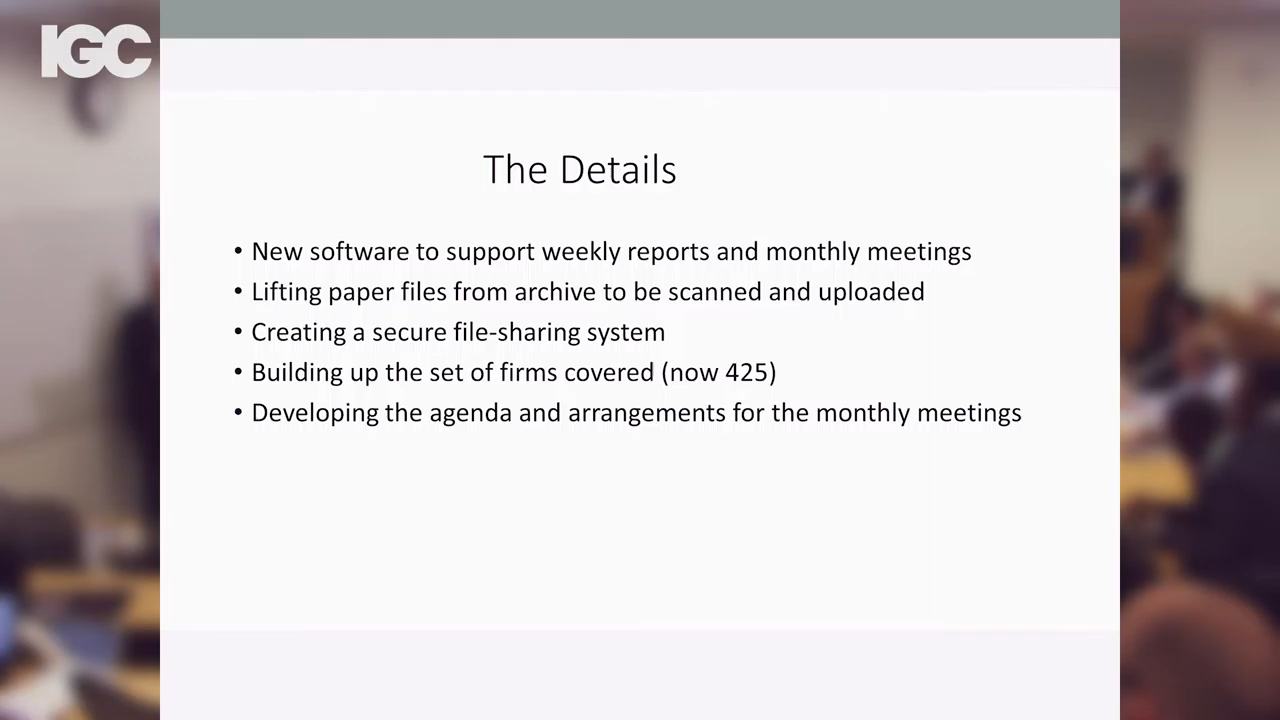 IGC
The Details
• New software to support weekly reports and monthly meetings
• Lifting paper files from archive to be scanned and uploaded
• Creating a secure file-sharing system
• Building up the set of firms covered (now 425)
• Developing the agenda and arrangements for the monthly meetings